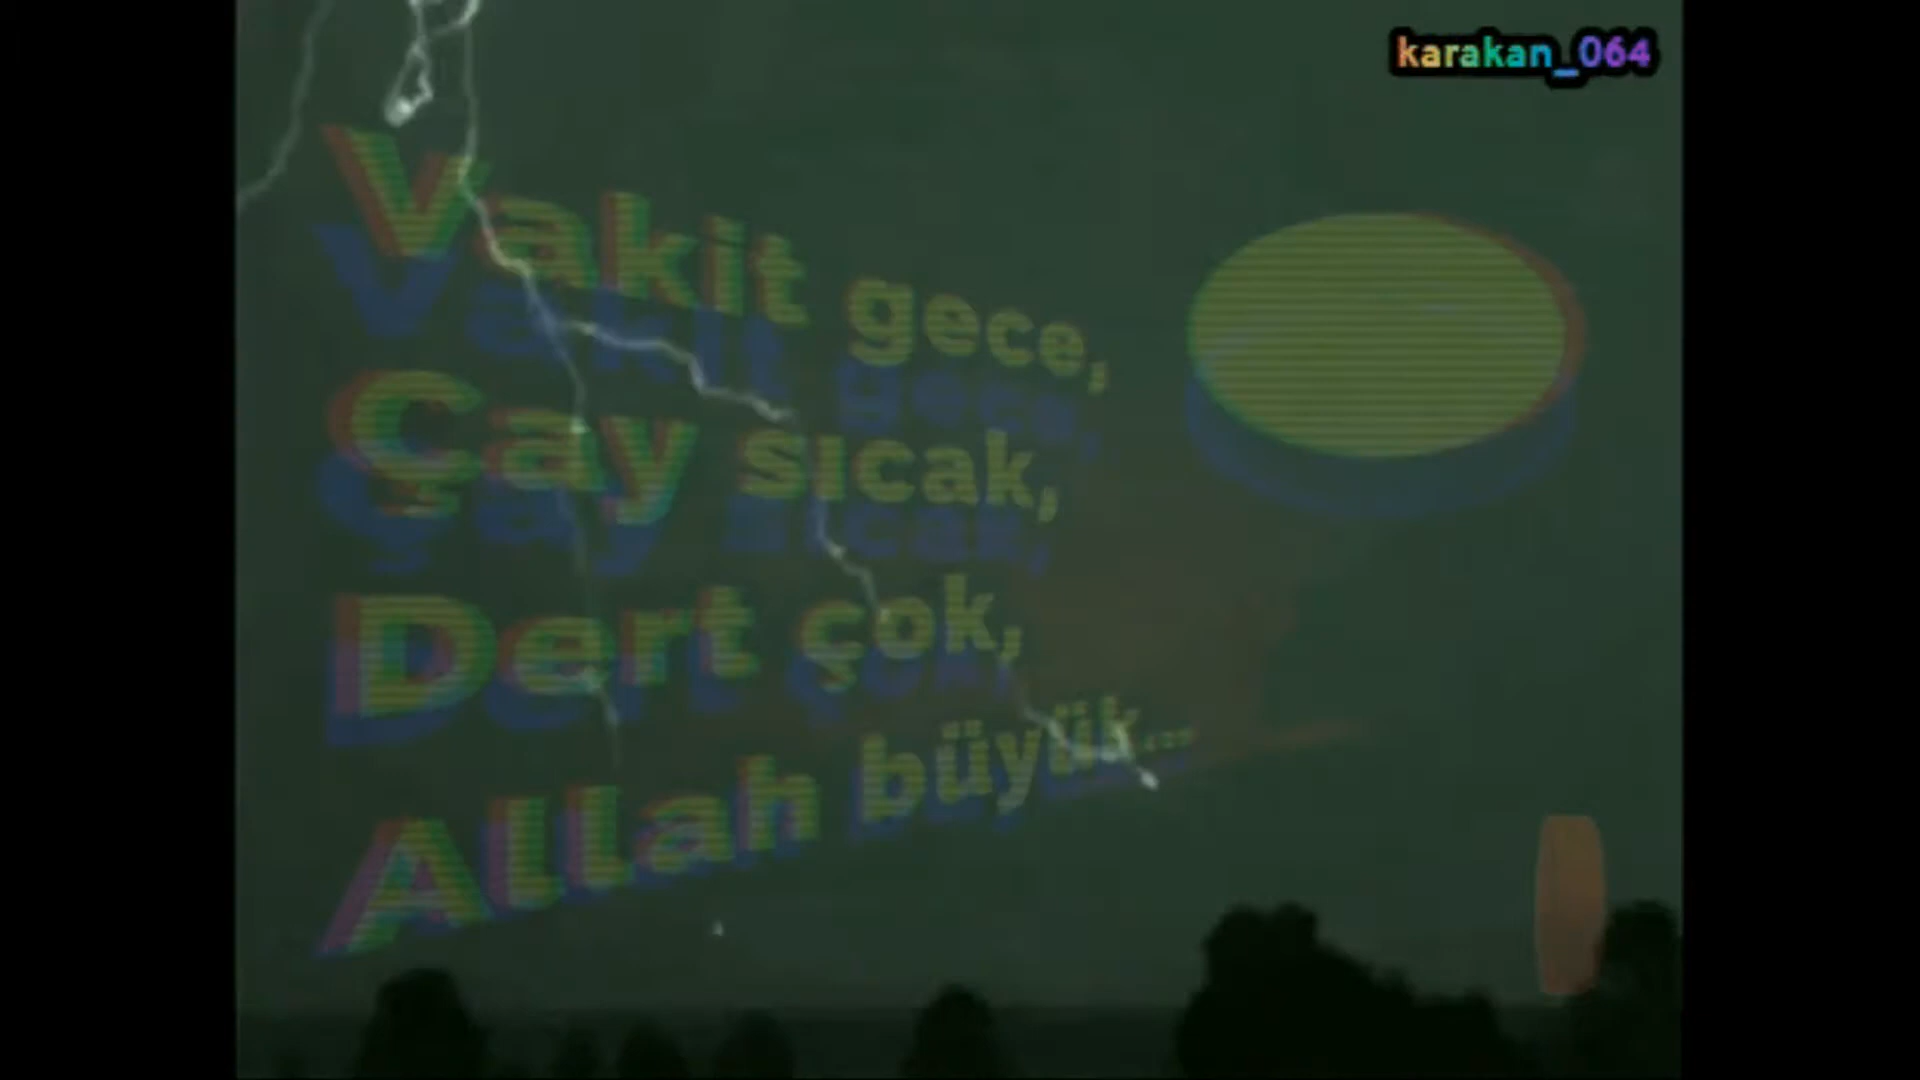 karakan_064
Vakit gece,
Çay sıcak,
Dert çok,
Allah büyük...